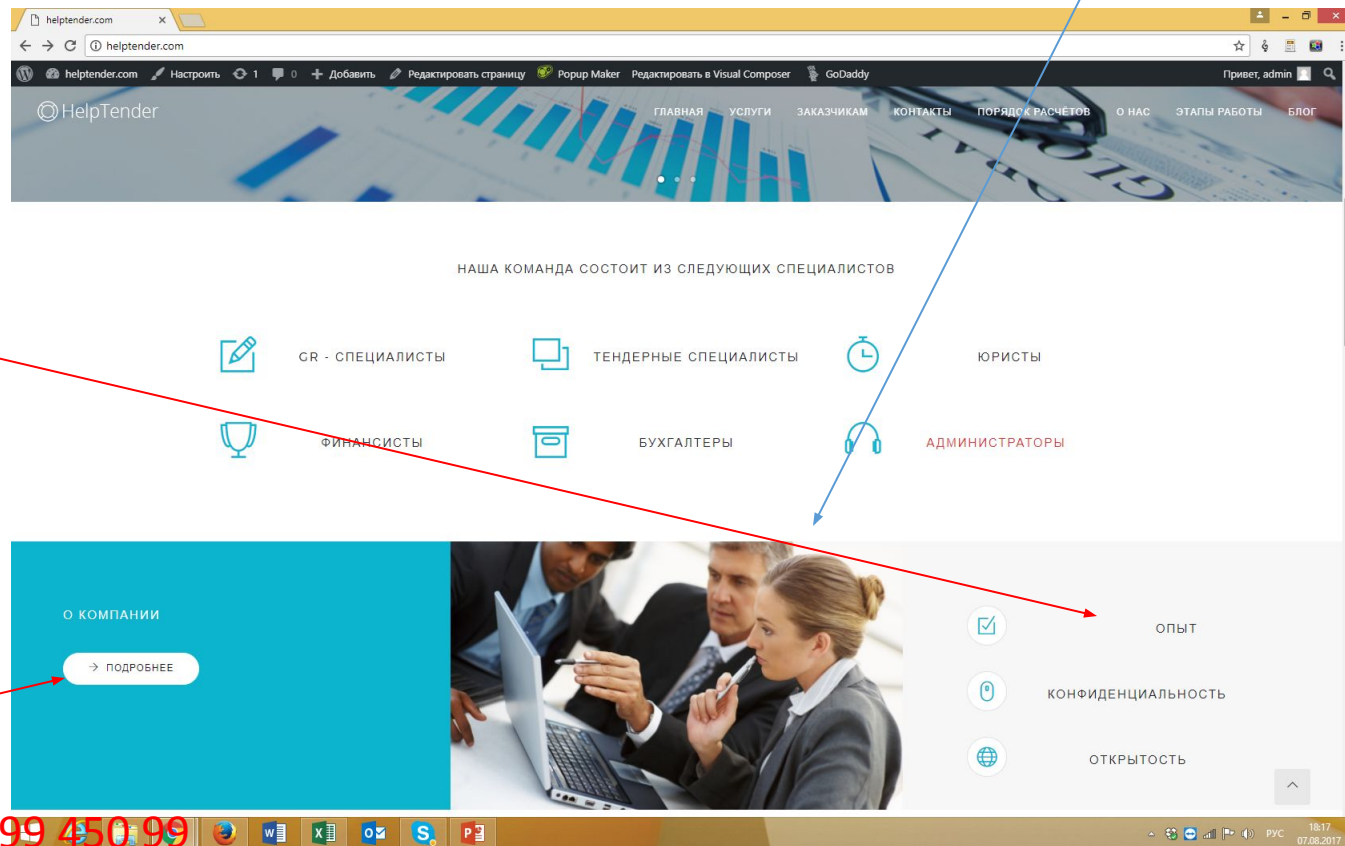 helptender.com
helptender.com
helptender.com Настроить 1 0 Добавить Редактировать страницу Popup Maker Редактировать в Visual Composer GoDaddy Привет, admin
HelpTender ГЛАВНАЯ УСЛУГИ ЗАКАЗЧИКАМ КОНТАКТЫ ПОРЯДОК РАСЧЁТОВ О НАС ЭТАПЫ РАБОТЫ БЛОГ
НАША КОМАНДА СОСТОИТ ИЗ СЛЕДУЮЩИХ СПЕЦИАЛИСТОВ
GR - СПЕЦИАЛИСТЫ ТЕНДЕРНЫЕ СПЕЦИАЛИСТЫ ЮРИСТЫ
ФИНАНСИСТЫ БУХГАЛТЕРЫ АДМИНИСТРАТОРЫ
О КОМПАНИИ
ОПЫТ
→ ПОДРОБНЕЕ
КОНФИДЕНЦИАЛЬНОСТЬ
ОТКРЫТОСТЬ
99 450 99
РУС 18:17
07.08.2017